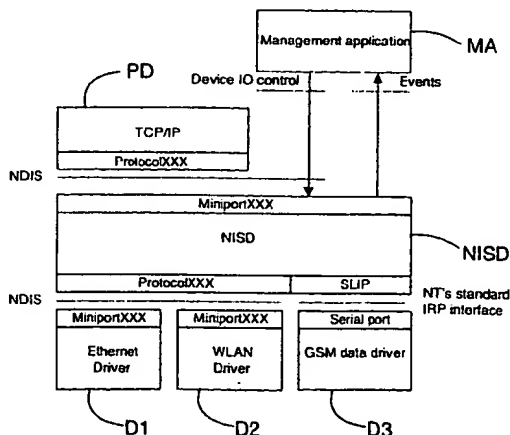 Management application
MA
Device IO control
Events
PD
TCP/IP
ProtocolXXX
NDIS
MiniportXXX
NISD
NISD
ProtocolXXX
SLIP
NDIS
NT's standard
IRP interface
MiniportXXX
MiniportXXX
Serial port
Ethernet
Driver
WLAN
Driver
GSM data driver
D1
D2
D3